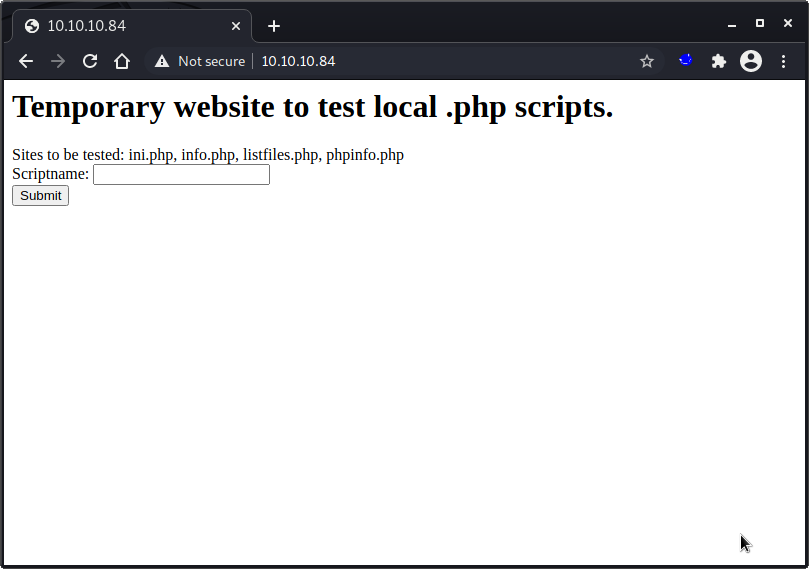 10.10.10.84
Not secure
10.10.10.84
Temporary website to test local .php scripts.
Sites to be tested: ini.php, info.php, listfiles.php, phpinfo.php
Scriptname:
Submit